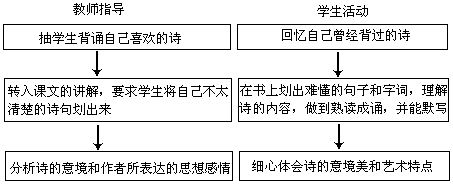 教师指导
抽学生背诵自己喜欢的诗
转入课文的讲解，要求学生将自己不太
清楚的诗句划出来
分析诗的意境和作者所表达的思想感情
学生活动
回忆自己曾经背过的诗
在书上划出难懂的句子和字词，理解
诗的内容，做到熟读成诵，并能默写
细心体会诗的意境美和艺术特点